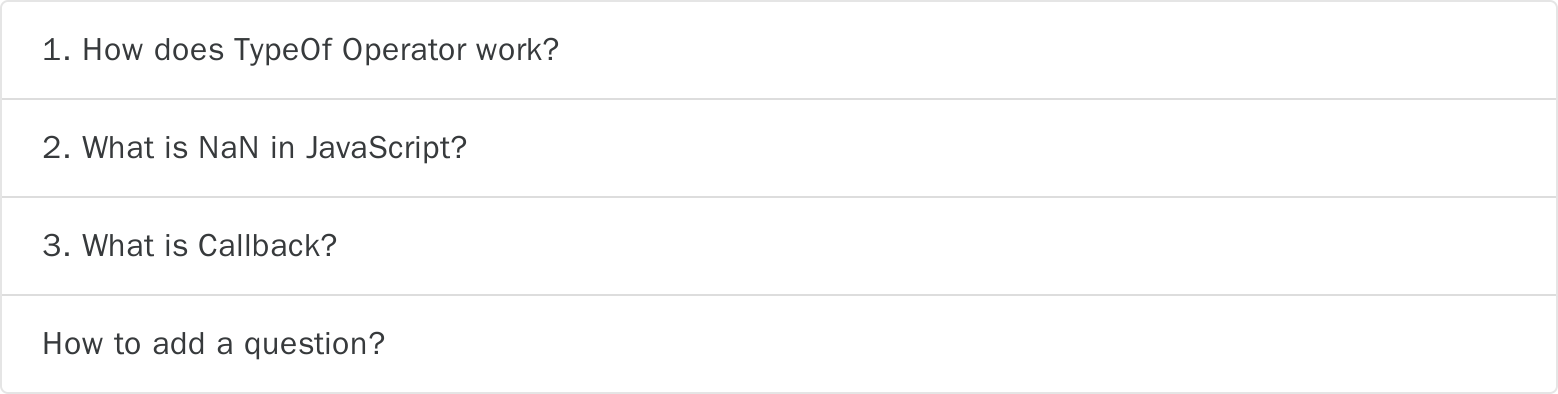 1. How does TypeOf Operator work?
2. What is NaN in JavaScript?
3. What is Callback?
How to add a question?